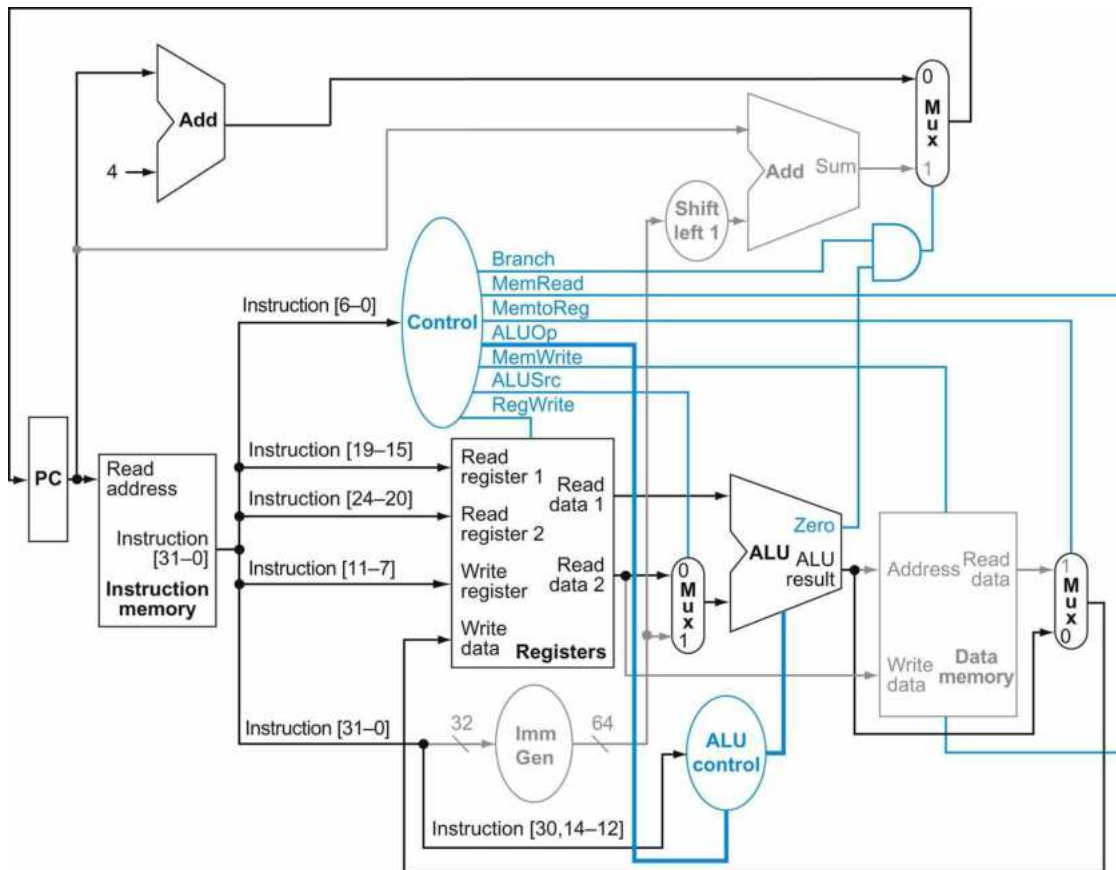 0
Mux
1
Add
4
Add Sum
Shift
left 1
Branch
MemRead
MemtoReg
ALUOp
MemWrite
ALUSrc
RegWrite
Instruction [6–0]
Control
PC
Read
address
Instruction
[31–0]
Instruction
memory
Instruction [19–15]
Instruction [24–20]
Instruction [11–7]
Instruction [31–0]
Read
register 1
Read
register 2
Write
register
Write
data
Read
data 1
Read
data 2
Registers
0
Mux
1
Zero
ALU
ALU
result
Address
Read
data
Write
data
Data
memory
1
Mux
0
32
Imm
Gen
64
ALU
control
Instruction [30,14–12]